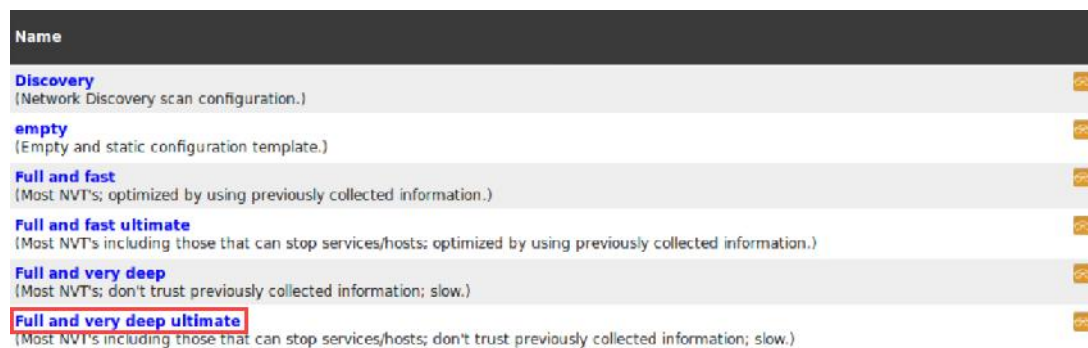 Name
Discovery
(Network Discovery scan configuration.)
empty
(Empty and static configuration template.)
Full and fast
(Most NVT's; optimized by using previously collected information.)
Full and fast ultimate
(Most NVT's including those that can stop services/hosts; optimized by using previously collected information.)
Full and very deep
(Most NVT's; don't trust previously collected information; slow.)
Full and very deep ultimate
(Most NVT's including those that can stop services/hosts; don't trust previously collected information; slow.)